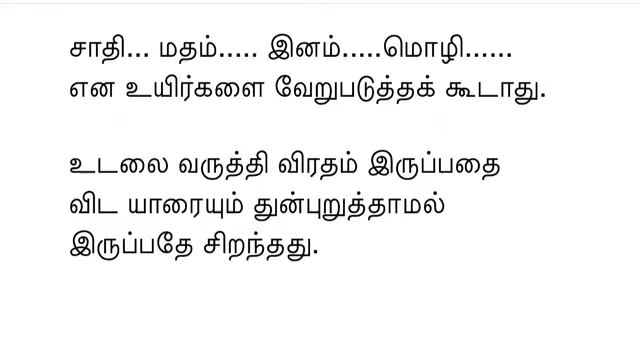 சாதி... மதம்..... இனம்.....மொழி......
என உயிர்களை வேறுபடுத்தக் கூடாது.
உடலை வருத்தி விரதம் இருப்பதை
விட யாரையும் துன்புறுத்தாமல்
இருப்பதே சிறந்தது.